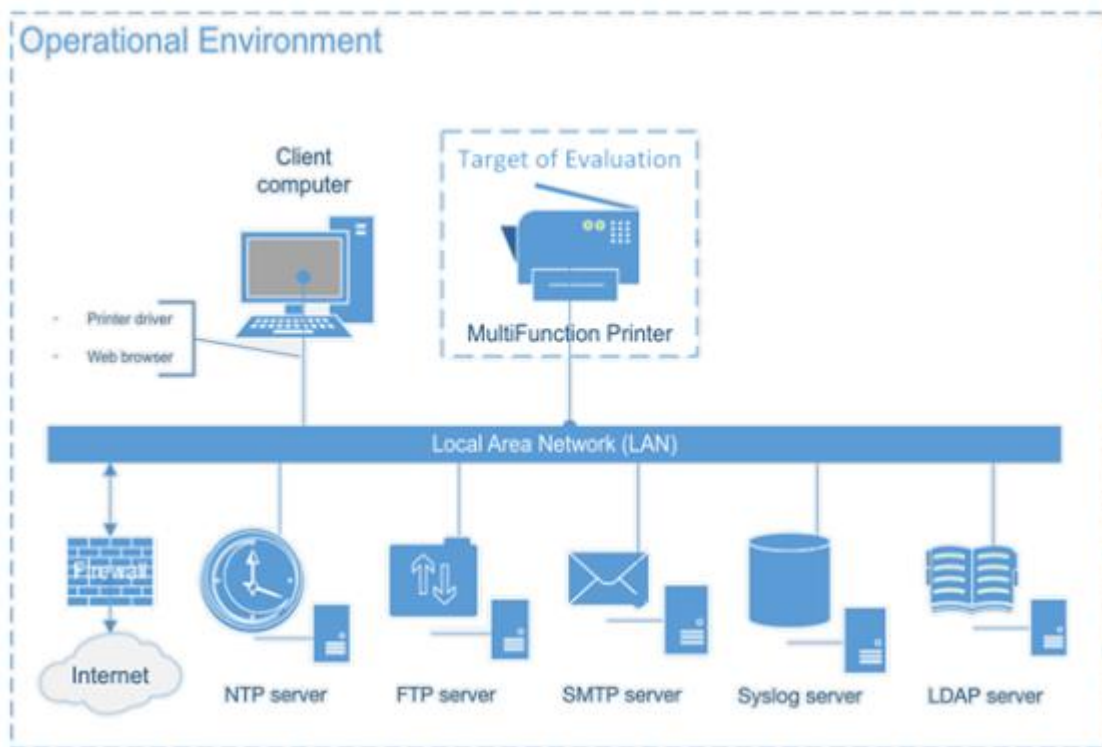 Operational Environment
Client
computer
Target of Evaluation
MultiFunction Printer
- Printer driver
- Web browser
Local Area Network (LAN)
Firewall
Internet
NTP server
FTP server
SMTP server
Syslog server
LDAP server